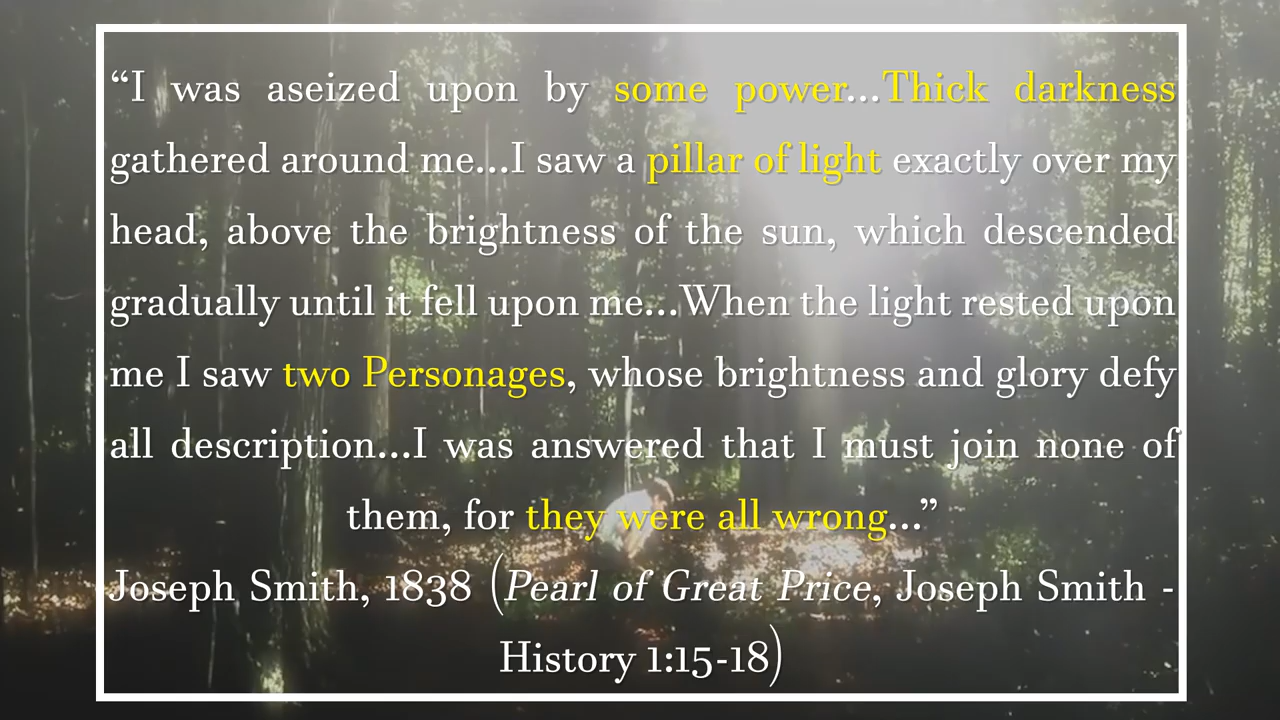 “I was aseized upon by some power...Thick darkness
gathered around me...I saw a pillar of light exactly over my
head, above the brightness of the sun, which descended
gradually until it fell upon me...When the light rested upon
me I saw two Personages, whose brightness and glory defy
all description...I was answered that I must join none of
them, for they were all wrong...”
Joseph Smith, 1838 (Pearl of Great Price, Joseph Smith -
History 1:15-18)